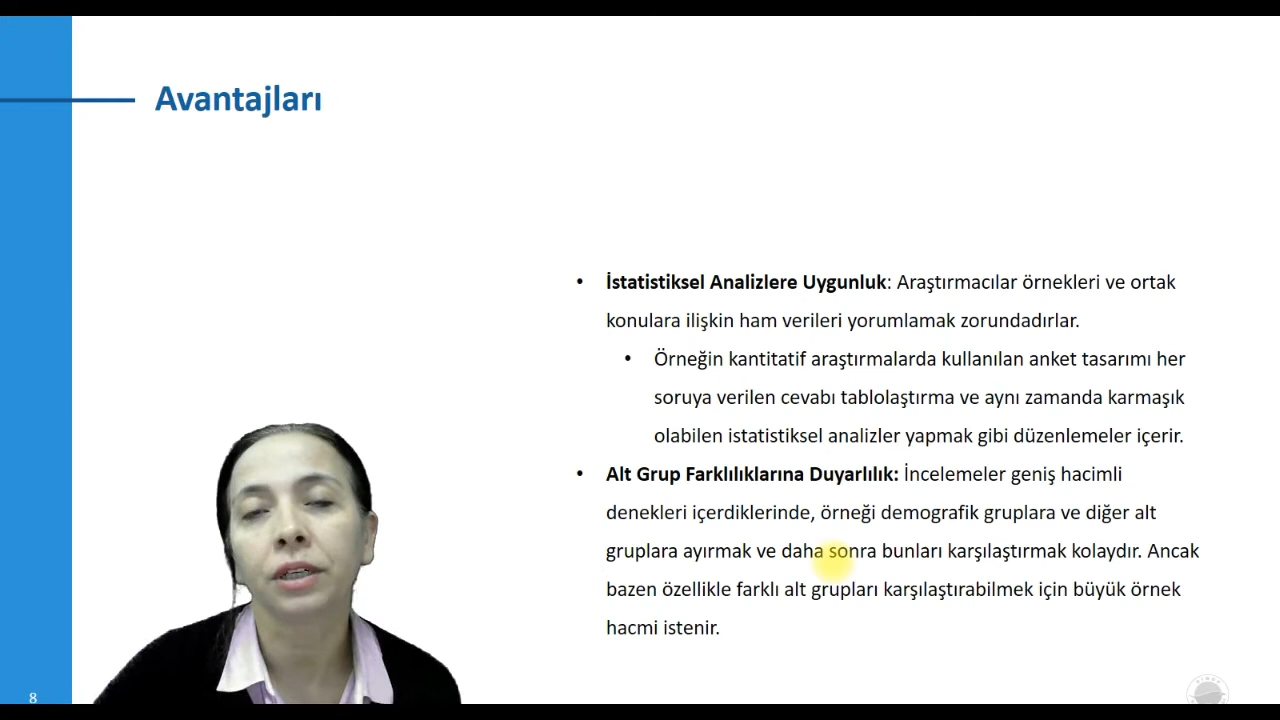 Avantajları
• İstatistiksel Analizlere Uygunluk: Araştırmacılar örnekleri ve ortak
konulara ilişkin ham verileri yorumlamak zorundadırlar.
• Örneğin kantitatif araştırmalarda kullanılan anket tasarımı her
soruya verilen cevabı tablolaştırma ve aynı zamanda karmaşık
olabilen istatistiksel analizler yapmak gibi düzenlemeler içerir.
• Alt Grup Farklılıklarına Duyarlılık: İncelemeler geniş hacimli
denekleri içerdiklerinde, örneği demografik gruplara ve diğer alt
gruplara ayırmak ve daha sonra bunları karşılaştırmak kolaydır. Ancak
bazen özellikle farklı alt grupları karşılaştırabilmek için büyük örnek
hacmi istenir.
8